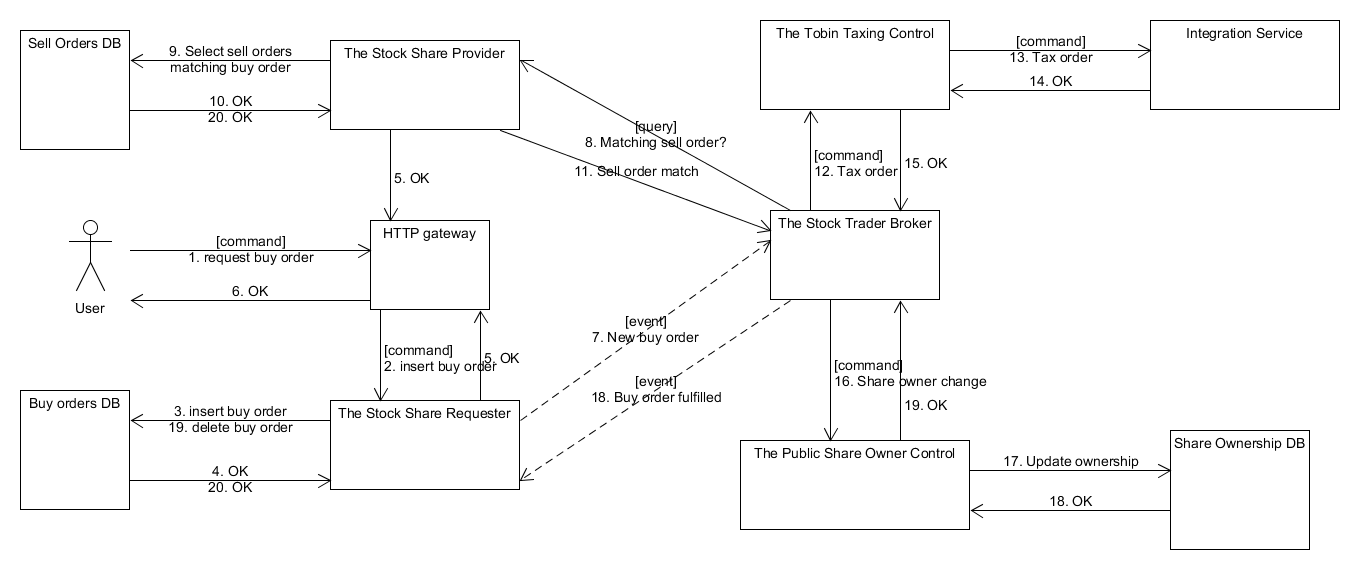 Sell Orders DB
9. Select sell orders
matching buy order
10. OK
20. OK
The Stock Share Provider
The Tobin Taxing Control
[command]
13. Tax order
14. OK
Integration Service
[query]
8. Matching sell order?
11. Sell order match
[command]
12. Tax order
15. OK
5. OK
User
[command]
1. request buy order
6. OK
HTTP gateway
The Stock Trader Broker
[command]
2. insert buy order
5. OK
[event]
7. New buy order
[event]
18. Buy order fulfilled
[command]
16. Share owner change
19. OK
Buy orders DB
3. insert buy order
19. delete buy order
4. OK
20. OK
The Stock Share Requester
The Public Share Owner Control
17. Update ownership
18. OK
Share Ownership DB